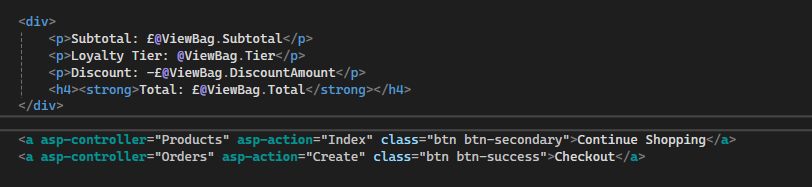 <div>
<p>Subtotal: £@ViewBag.Subtotal</p>
<p>Loyalty Tier: @ViewBag.Tier</p>
<p>Discount: -£@ViewBag.DiscountAmount</p>
<h4><strong>Total: £@ViewBag.Total</strong></h4>
</div>
<a asp-controller="Products" asp-action="Index" class="btn btn-secondary">Continue Shopping</a>
<a asp-controller="Orders" asp-action="Create" class="btn btn-success">Checkout</a>